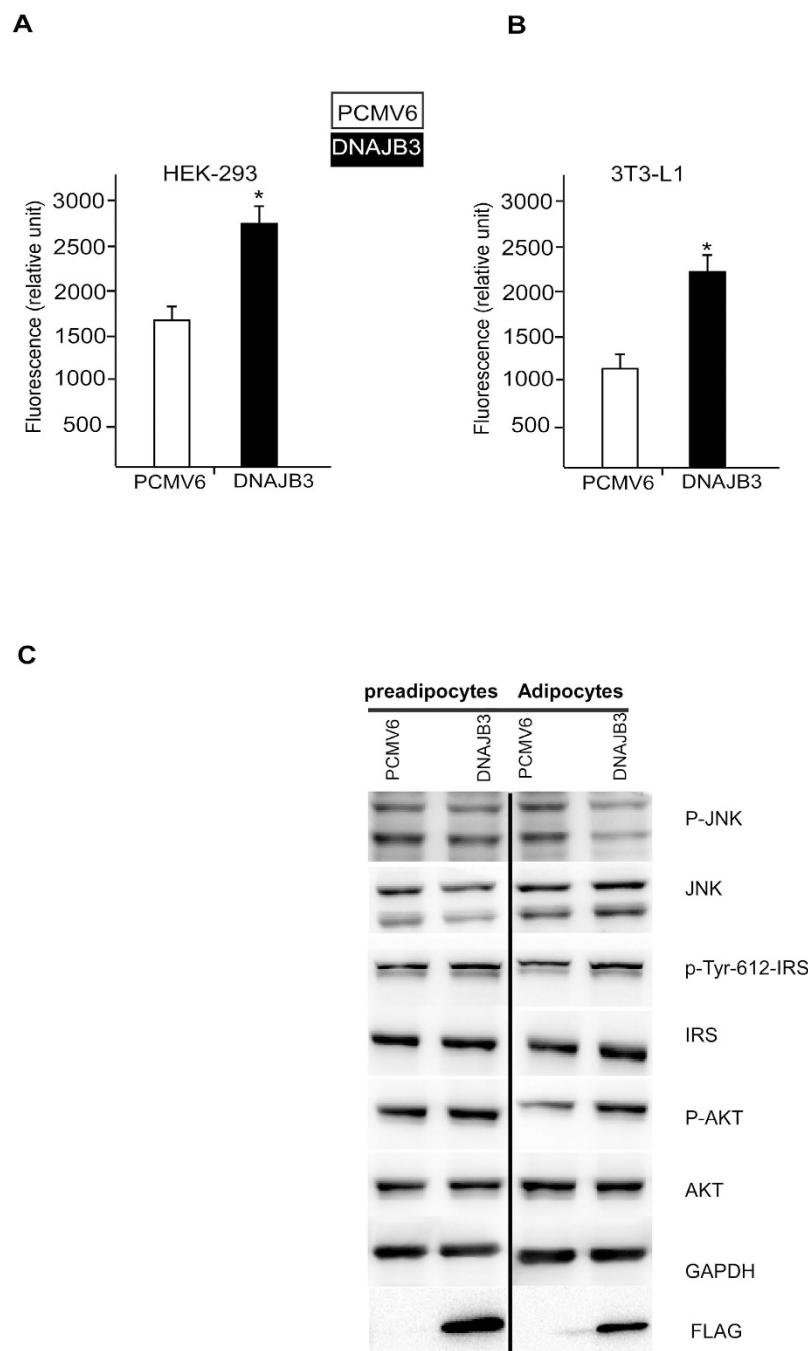 A
B
PCMV6
DNAJB3
HEK-293
3T3-L1
Fluorescence (relative unit)
3000
2500
2000
1500
1000
500
*
PCMV6 DNAJB3
Fluorescence (relative unit)
3000
2500
2000
1500
1000
500
*
PCMV6 DNAJB3
C
preadipocytes Adipocytes
PCMV6 DNAJB3 PCMV6 DNAJB3
P-JNK
JNK
p-Tyr-612-IRS
IRS
P-AKT
AKT
GAPDH
FLAG